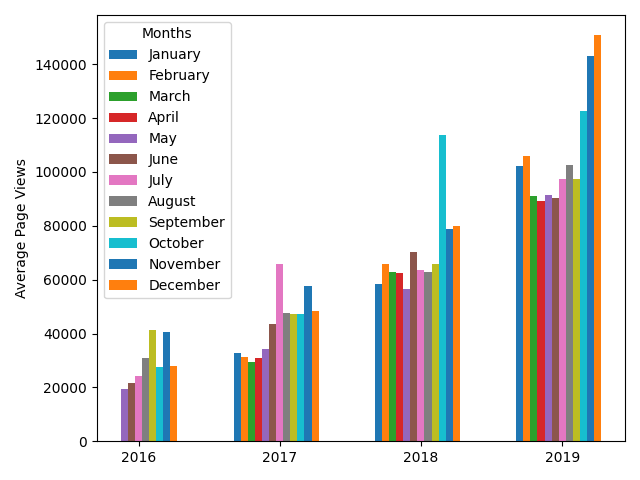 Months
January
February
March
April
May
June
July
August
September
October
November
December
Average Page Views
140000
120000
100000
80000
60000
40000
20000
0
2016 2017 2018 2019